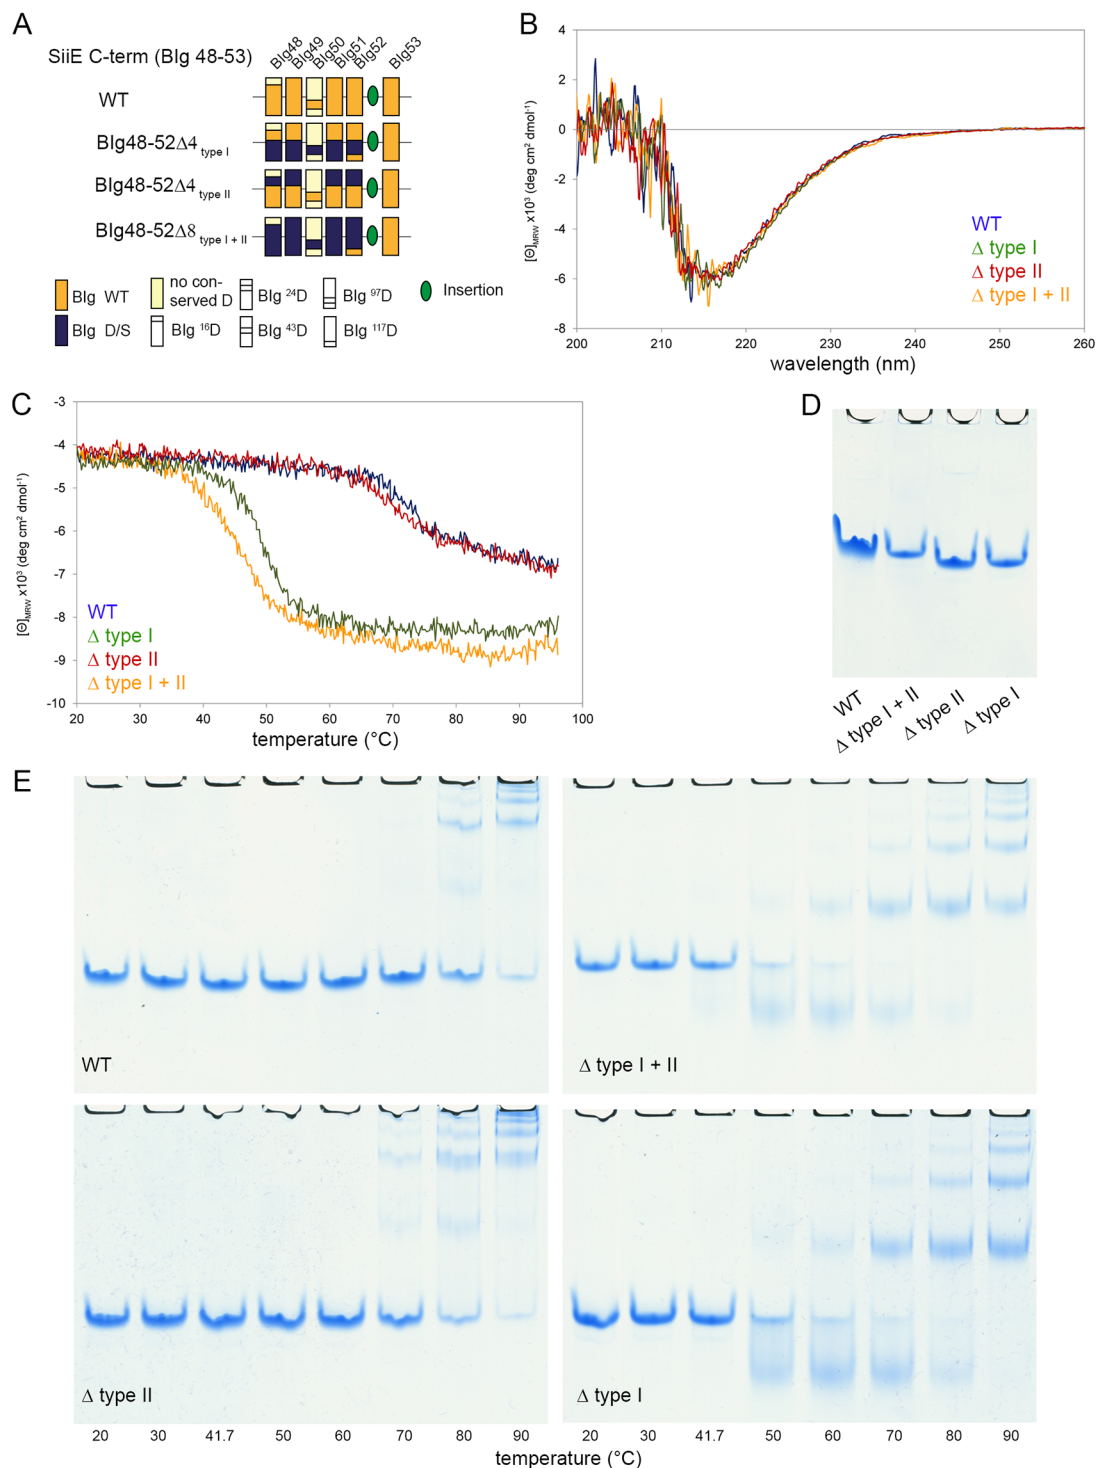 A
SiiE C-term (BIg 48-53)
BIg48
BIg49
BIg50
BIg51
BIg52
BIg53
WT
BIg48-52Δ4 type I
BIg48-52Δ4 type II
BIg48-52Δ8 type I + II
BIg WT
no conserved D
BIg 24D
BIg 97D
Insertion
BIg D/S
BIg 16D
BIg 43D
BIg 117D
B
4
2
0
-2
-4
-6
-8
[Θ]MRW x10³ (deg cm² dmol⁻¹)
WT
Δ type I
Δ type II
Δ type I + II
200 210 220 230 240 250 260
wavelength (nm)
C
-3
-4
-5
-6
-7
-8
-9
-10
[Θ]MRW x10³ (deg cm² dmol⁻¹)
WT
Δ type I
Δ type II
Δ type I + II
20 30 40 50 60 70 80 90 100
temperature (°C)
D
WT
Δ type I + II
Δ type II
Δ type I
E
WT
Δ type I + II
Δ type II
Δ type I
20 30 41.7 50 60 70 80 90 20 30 41.7 50 60 70 80 90
temperature (°C)